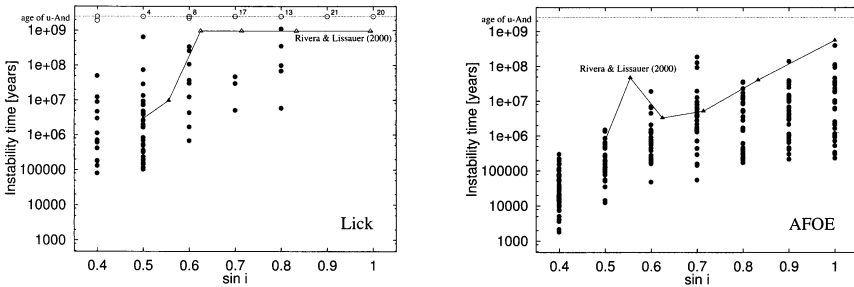 4 8 17 13 21 20
age of u-And
1e+09
1e+08
1e+07
1e+06
100000
10000
1000
Instability time [years]
Rivera & Lissauer (2000)
Lick
0.4 0.5 0.6 0.7 0.8 0.9 1
sin i
age of u-And
1e+09
1e+08
1e+07
1e+06
100000
10000
1000
Instability time [years]
Rivera & Lissauer (2000)
AFOE
0.4 0.5 0.6 0.7 0.8 0.9 1
sin i